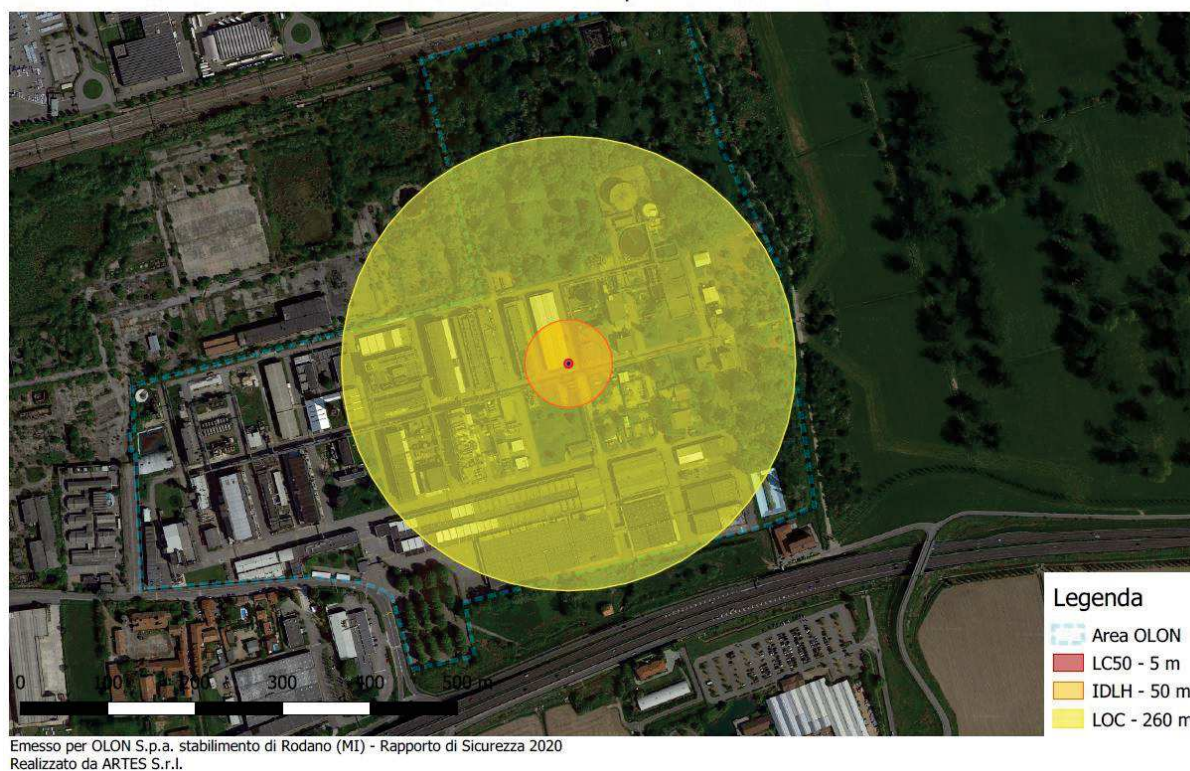 Legenda
Area OLON
LC50 - 5 m
IDLH - 50 m
LOC - 260 m
0 100 200 300 400 500 m
Emesso per OLON S.p.a. stabilimento di Rodano (MI) - Rapporto di Sicurezza 2020
Realizzato da ARTES S.r.l.